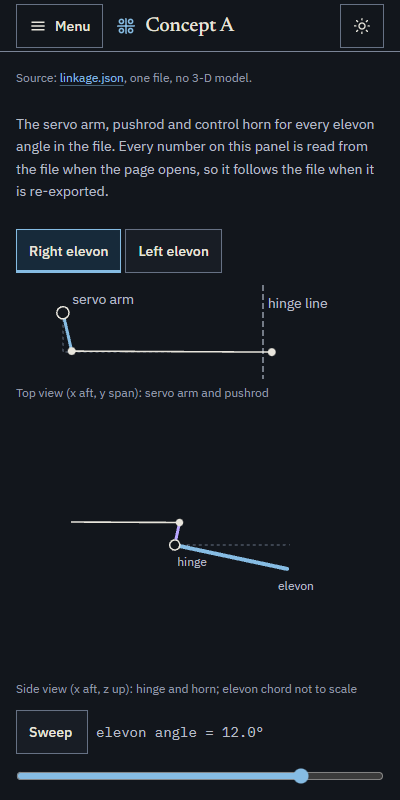 Menu
Concept A
Source: linkage.json, one file, no 3-D model.
The servo arm, pushrod and control horn for every elevon
angle in the file. Every number on this panel is read from
the file when the page opens, so it follows the file when it
is re-exported.
Right elevon
Left elevon
servo arm
hinge line
Top view (x aft, y span): servo arm and pushrod
hinge
elevon
Side view (x aft, z up): hinge and horn; elevon chord not to scale
Sweep
elevon angle = 12.0°